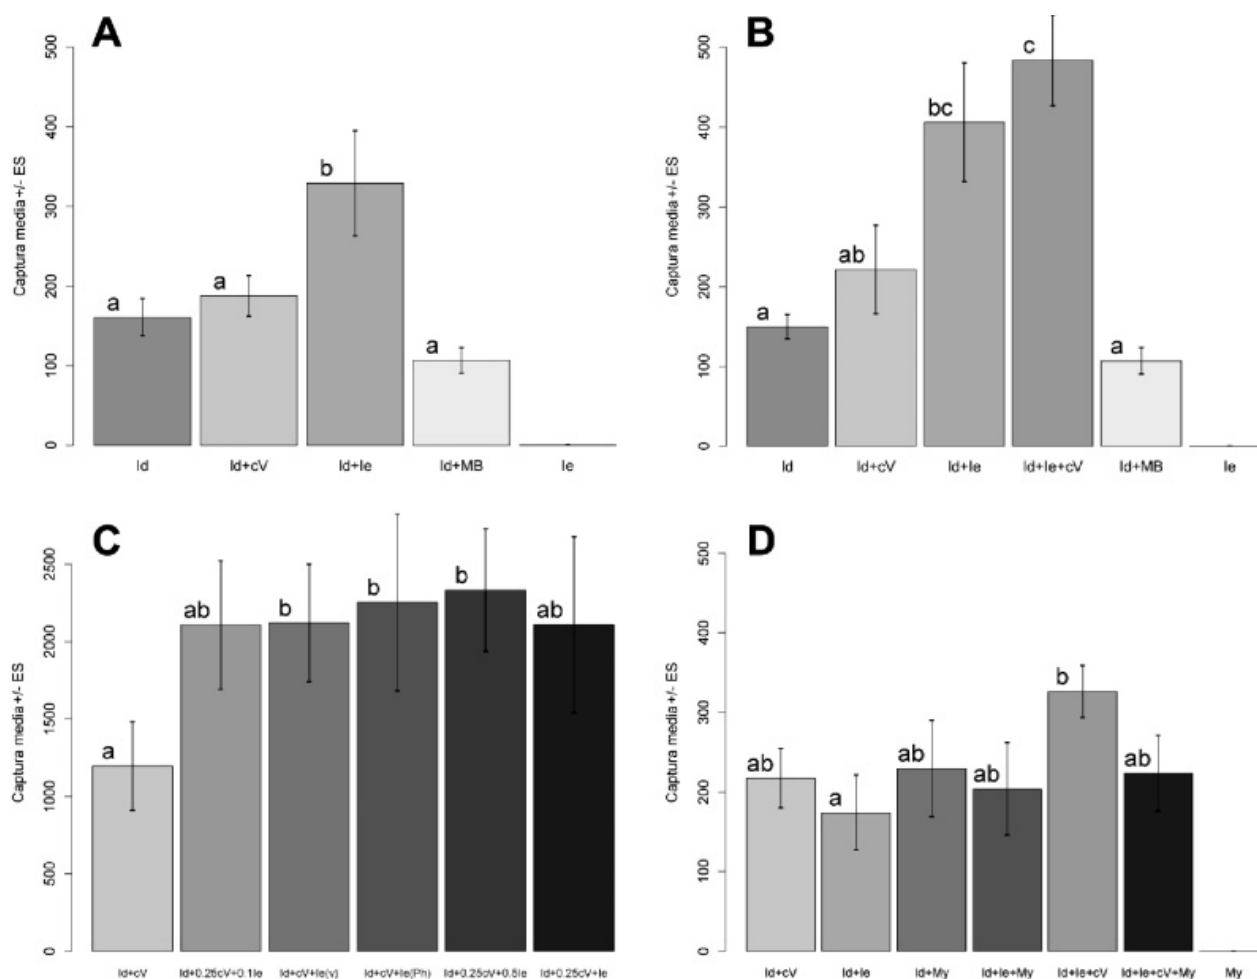 A
Captura media +/- ES
500
400
300
200
100
0
b
a
a
a
Id
Id+cV
Id+Ie
Id+MB
Ie
B
Captura media +/- ES
500
400
300
200
100
0
c
bc
ab
a
a
Id
Id+cV
Id+Ie
Id+Ie+cV
Id+MB
Ie
C
Captura media +/- ES
2500
2000
1500
1000
500
0
a
ab
b
b
b
ab
Id+cV
Id+0.25cV+0.1Ie
Id+cV+Ie(v)
Id+cV+Ie(Ph)
Id+0.25cV+0.5Ie
Id+0.25cV+Ie
D
Captura media +/- ES
500
400
300
200
100
0
ab
a
ab
ab
b
ab
Id+cV
Id+Ie
Id+My
Id+Ie+My
Id+Ie+cV
Id+Ie+cV+My
My